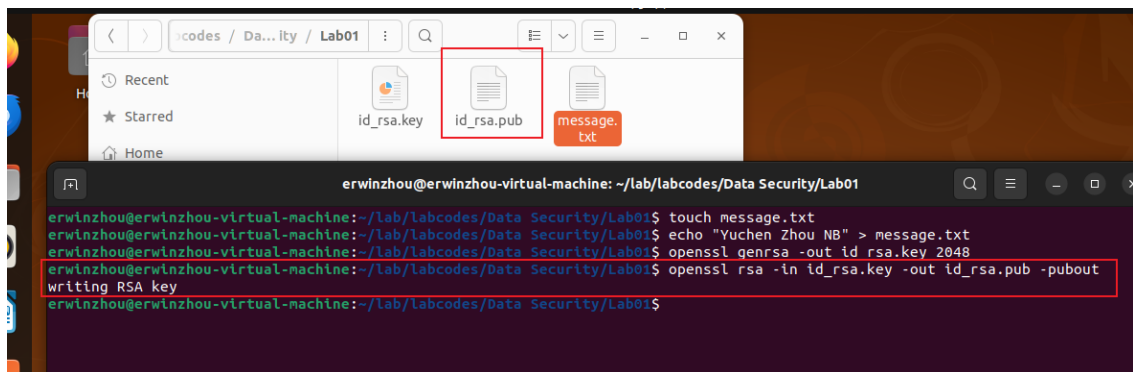 codes / Da... ity / Lab01
Recent
Starred
Home
id_rsa.key
id_rsa.pub
message.
txt
erwinzhou@erwinzhou-virtual-machine: ~/lab/labcodes/Data Security/Lab01
erwinzhou@erwinzhou-virtual-machine:~/lab/labcodes/Data Security/Lab01$ touch message.txt
erwinzhou@erwinzhou-virtual-machine:~/lab/labcodes/Data Security/Lab01$ echo "Yuchen Zhou NB" > message.txt
erwinzhou@erwinzhou-virtual-machine:~/lab/labcodes/Data Security/Lab01$ openssl genrsa -out id_rsa.key 2048
erwinzhou@erwinzhou-virtual-machine:~/lab/labcodes/Data Security/Lab01$ openssl rsa -in id_rsa.key -out id_rsa.pub -pubout
writing RSA key
erwinzhou@erwinzhou-virtual-machine:~/lab/labcodes/Data Security/Lab01$